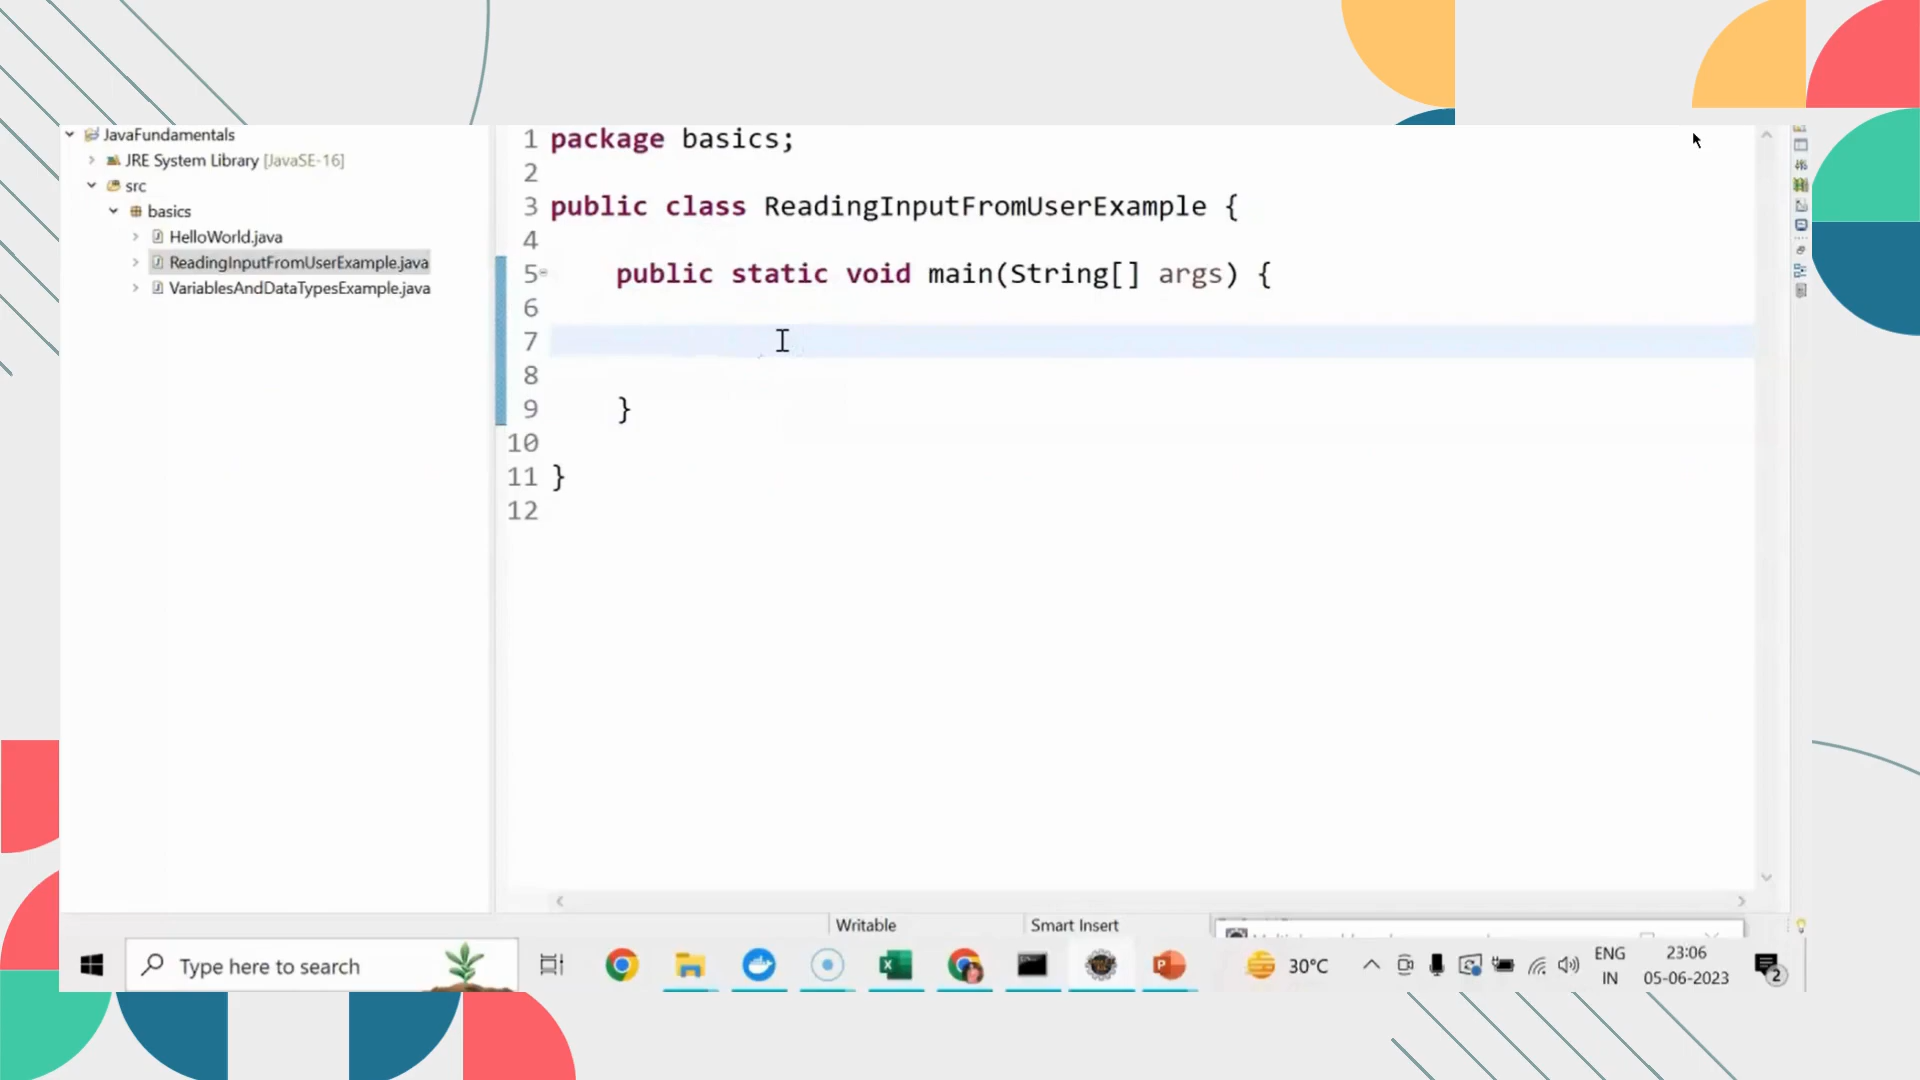 JavaFundamentals
JRE System Library [JavaSE-16]
src
basics
HelloWorld.java
ReadingInputFromUserExample.java
VariablesAndDataTypesExample.java
1 package basics;
2
3 public class ReadingInputFromUserExample {
4
5 public static void main(String[] args) {
6
7
8
9 }
10
11 }
12
Writable
Smart Insert
Type here to search
30°C
ENG
IN
23:06
05-06-2023
2